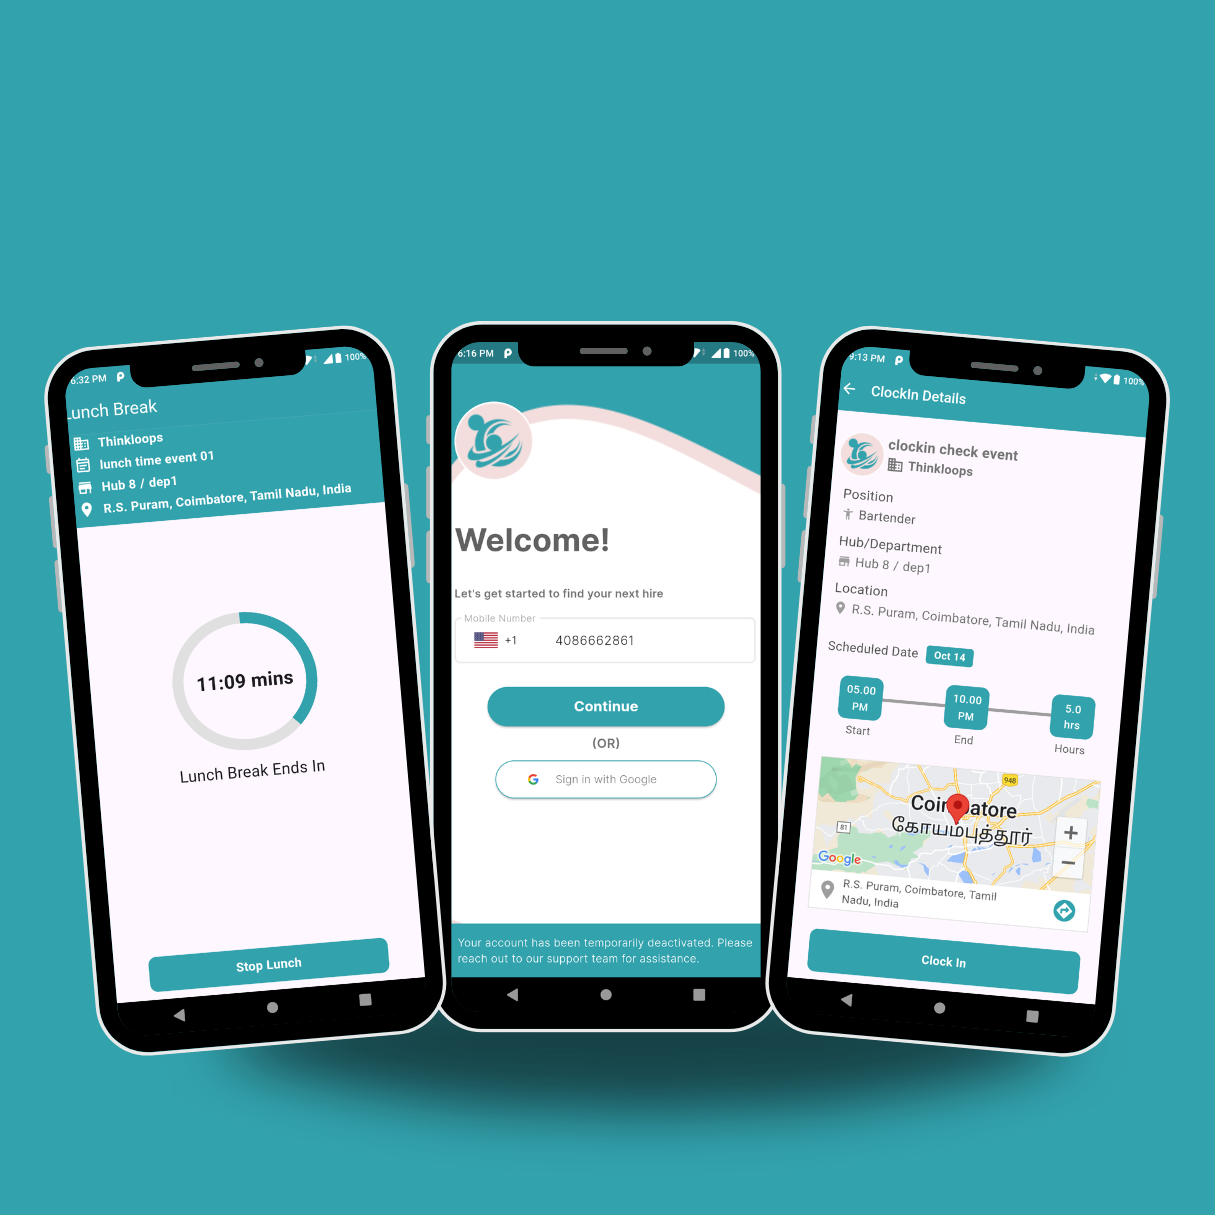 6:32 PM
100%
Lunch Break
Thinkloops
lunch time event 01
Hub 8 / dep1
R.S. Puram, Coimbatore, Tamil Nadu, India
11:09 mins
Lunch Break Ends In
Stop Lunch
6:16 PM
100%
Welcome!
Let's get started to find your next hire
Mobile Number
+1 4086662861
Continue
(OR)
G Sign in with Google
Your account has been temporarily deactivated. Please
reach out to our support team for assistance.
9:13 PM
100%
ClockIn Details
clockin check event
Thinkloops
Position
Bartender
Hub/Department
Hub 8 / dep1
Location
R.S. Puram, Coimbatore, Tamil Nadu, India
Scheduled Date Oct 14
05.00
PM
Start
10.00
PM
End
5.0
hrs
Hours
948
Coimbatore
கோயம்புத்தூர்
81
+
−
Google
R.S. Puram, Coimbatore, Tamil
Nadu, India
Clock In